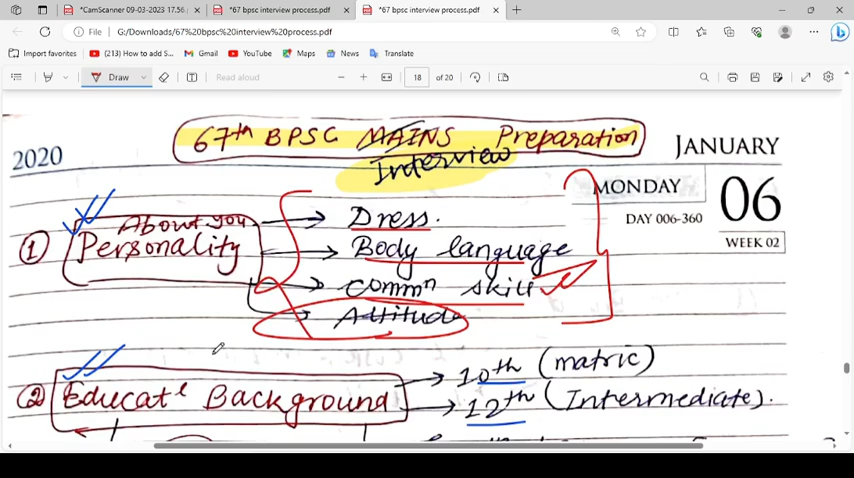 *CamScanner 09-03-2023 17.56.p
*67 bpsc interview process.pdf
*67 bpsc interview process.pdf
File
G:/Downloads/67%20bpsc%20interview%20process.pdf
Import favorites
(213) How to add S...
Gmail
YouTube
Maps
News
Translate
Draw
Read aloud
18
of 20
67th BPSC MAINS Preparation
Interview
2020
JANUARY
MONDAY
06
DAY 006-360
WEEK 02
① About you
Personality
Dress.
Body language
Commn skill
Attitude
② Educatl Background
10th (matric)
12th (Intermediate).